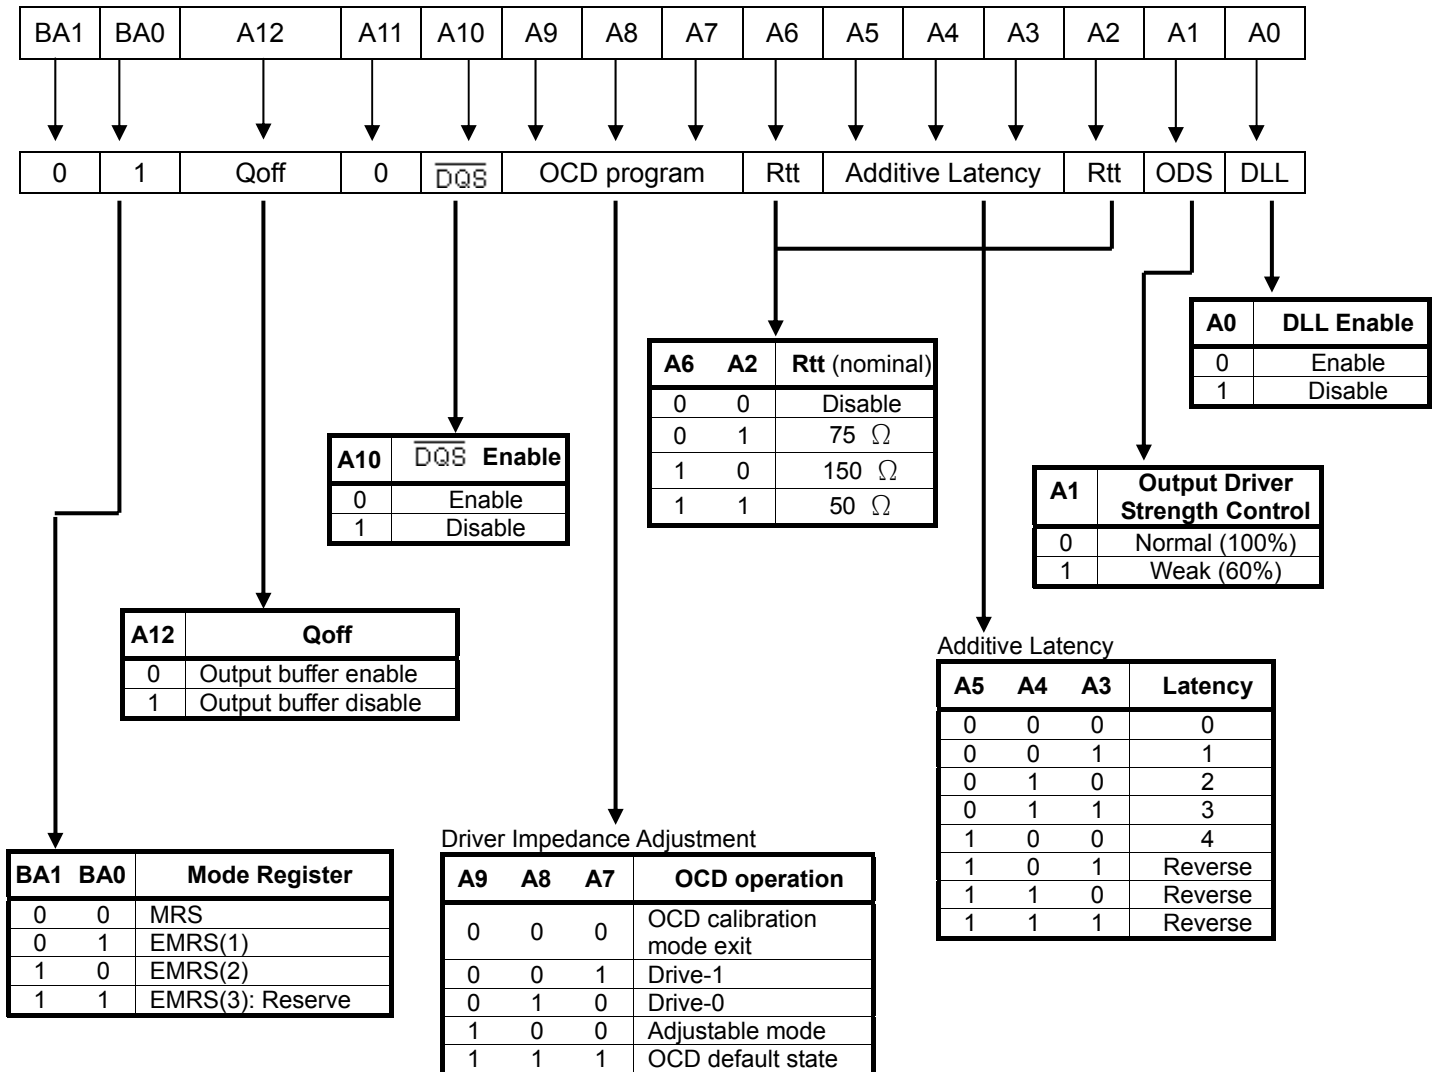 BA1 BA0 A12 A11 A10 A9 A8 A7 A6 A5 A4 A3 A2 A1 A0
0 1 Qoff 0 DQS OCD program Rtt Additive Latency Rtt ODS DLL
A0 DLL Enable
0 Enable
1 Disable
A6 A2 Rtt (nominal)
0 0 Disable
0 1 75 Ω
1 0 150 Ω
1 1 50 Ω
A10 DQS Enable
0 Enable
1 Disable
A1 Output Driver
Strength Control
0 Normal (100%)
1 Weak (60%)
A12 Qoff
0 Output buffer enable
1 Output buffer disable
Additive Latency
A5 A4 A3 Latency
0 0 0 0
0 0 1 1
0 1 0 2
0 1 1 3
1 0 0 4
1 0 1 Reverse
1 1 0 Reverse
1 1 1 Reverse
BA1 BA0 Mode Register
0 0 MRS
0 1 EMRS(1)
1 0 EMRS(2)
1 1 EMRS(3): Reserve
Driver Impedance Adjustment
A9 A8 A7 OCD operation
0 0 0 OCD calibration
mode exit
0 0 1 Drive-1
0 1 0 Drive-0
1 0 0 Adjustable mode
1 1 1 OCD default state